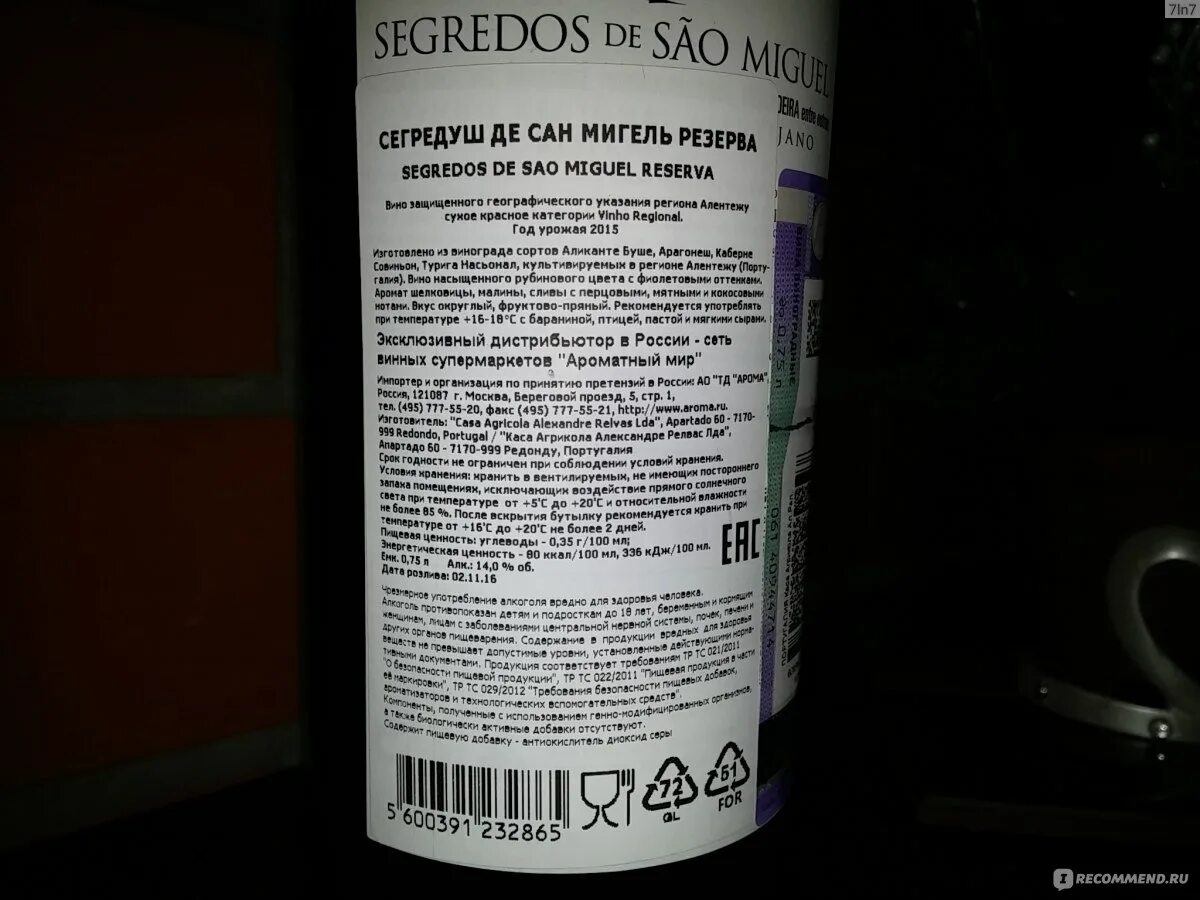 7ln7
SEGREDOS DE SÃO MIGUEL
DEIRA entre outras
JANO
СЕГРЕДУШ ДЕ САН МИГЕЛЬ РЕЗЕРВА
SEGREDOS DE SAO MIGUEL RESERVA
Вино защищенного географического указания региона Алентежу
сухое красное категории Vinho Regional.
Год урожая 2015
Изготовлено из винограда сортов Аликанте Буше, Арагонеш, Каберне
Совиньон, Турига Насьонал, культивируемых в регионе Алентежу (Порту-
галия). Вино насыщенного рубинового цвета с фиолетовыми оттенками.
Аромат шелковицы, малины, сливы с перцовыми, мятными и кокосовыми
нотами. Вкус округлый, фруктово-пряный. Рекомендуется употреблять
при температуре +16-18°С с бараниной, птицей, пастой и мягкими сырами.
Эксклюзивный дистрибьютор в России - сеть
винных супермаркетов "Ароматный мир"
Импортер и организация по принятию претензий в России: АО "ТД "АРОМА",
Россия, 121087 г. Москва, Береговой проезд, 5, стр. 1,
тел. (495) 777-55-20, факс (495) 777-55-21, http://www.aroma.ru.
Изготовитель: "Casa Agricola Alexandre Relvas Lda", Apartado 60 - 7170-
999 Redondo, Portugal / "Каса Агрикола Александре Релвас Лда",
Апартадо 60 - 7170-999 Редонду, Португалия
Срок годности не ограничен при соблюдении условий хранения.
Условия хранения: хранить в вентилируемых, не имеющих постороннего
запаха помещениях, исключающих воздействие прямого солнечного
света при температуре от +5°С до +20°С и относительной влажности
не более 85 %. После вскрытия бутылку рекомендуется хранить при
температуре от +16°С до +20°С не более 2 дней.
Пищевая ценность: углеводы - 0,35 г/100 мл;
Энергетическая ценность - 80 ккал/100 мл, 336 кДж/100 мл.
Емк. 0,75 л Алк.: 14,0 % об.
Дата розлива: 02.11.16
EAC
Чрезмерное употребление алкоголя вредно для здоровья человека.
Алкоголь противопоказан детям и подросткам до 18 лет, беременным и кормящим
женщинам, лицам с заболеваниями центральной нервной системы, почек, печени и
других органов пищеварения. Содержание в продукции вредных для здоровья
веществ не превышает допустимые уровни, установленные действующими норма-
тивными документами. Продукция соответствует требованиям ТР ТС 021/2011
"О безопасности пищевой продукции", ТР ТС 022/2011 "Пищевая продукция в части
её маркировки", ТР ТС 029/2012 "Требования безопасности пищевых добавок,
ароматизаторов и технологических вспомогательных средств".
Компоненты, полученные с использованием генно-модифицированных организмов,
а также биологически активные добавки отсутствуют.
Содержит пищевую добавку - антиокислитель диоксид серы
5 600391 232865
72
GL
61
FOR
I RECOMMEND.RU